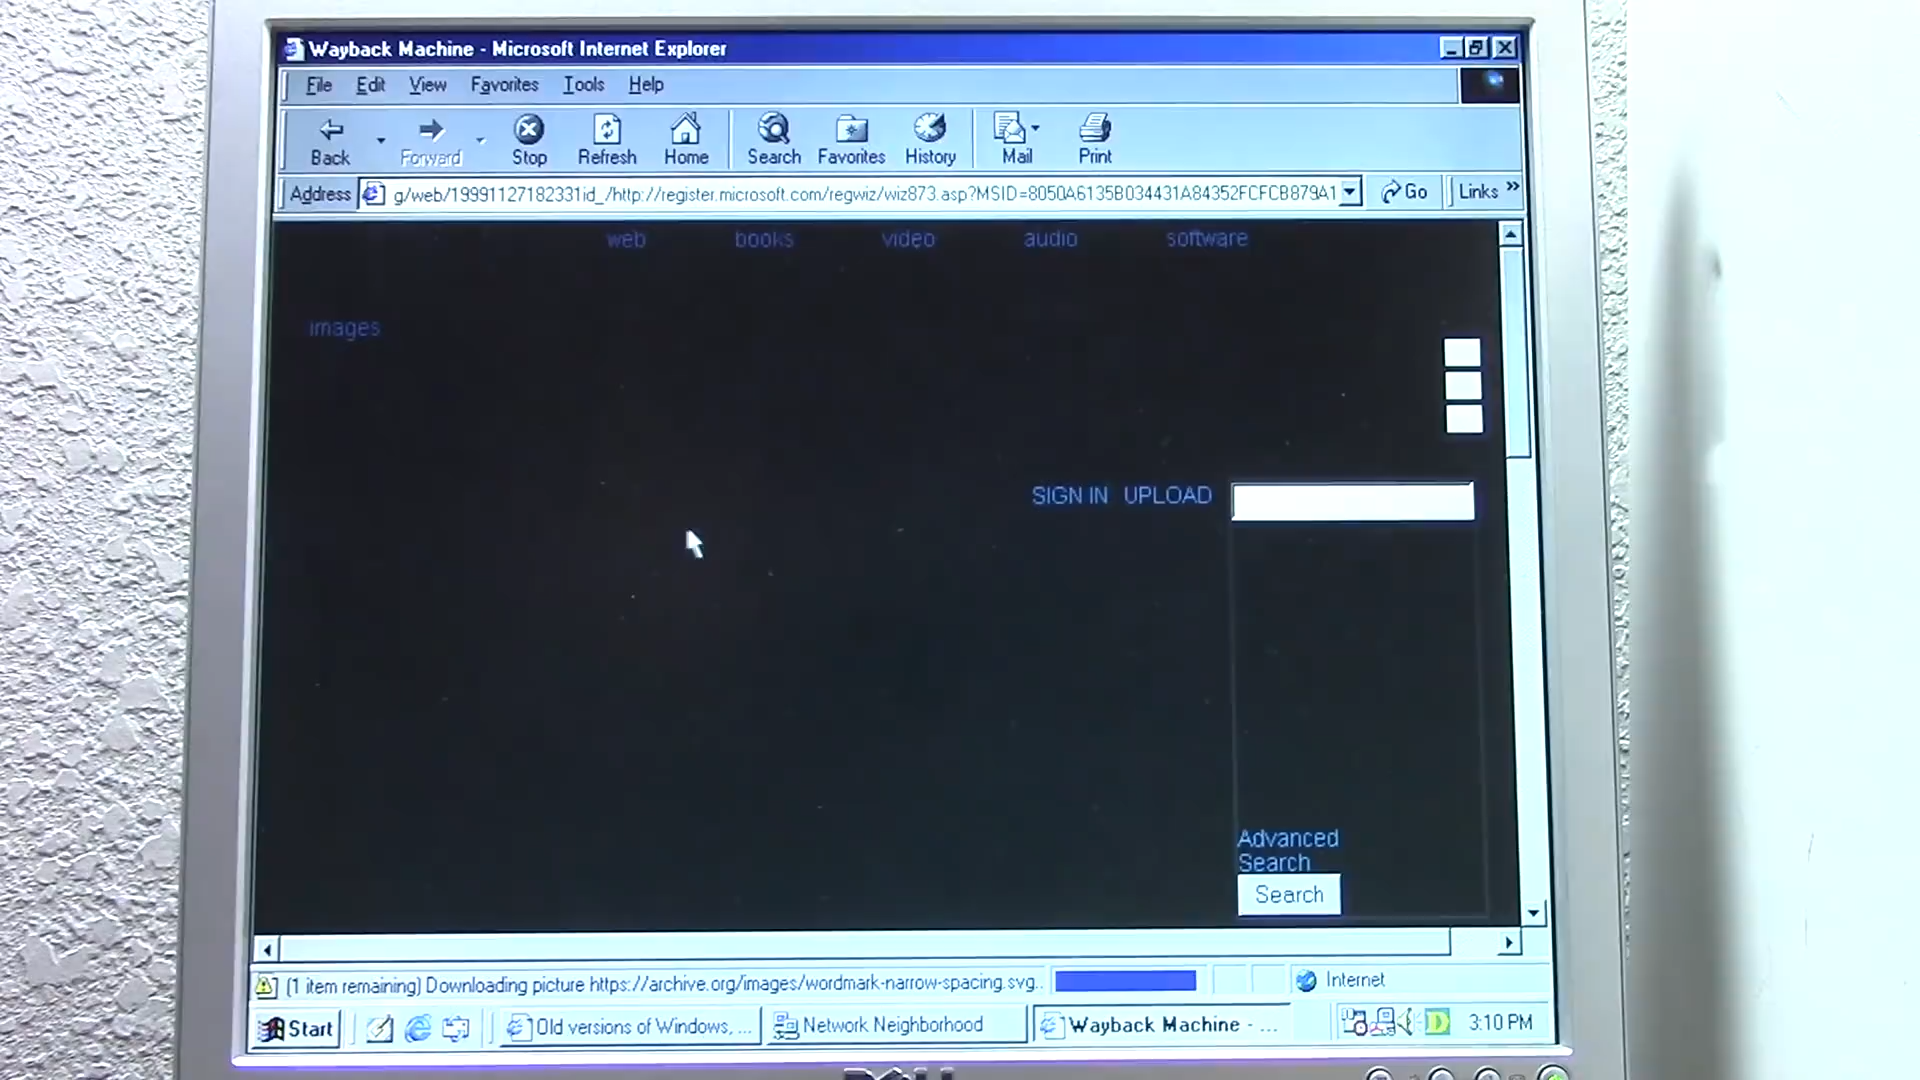 Wayback Machine - Microsoft Internet Explorer
File Edit View Favorites Tools Help
Back Forward Stop Refresh Home Search Favorites History Mail Print
Address g/web/19991127182331id_/http://register.microsoft.com/regwiz/wiz873.asp?MSID=8050A6135B034431A84352FCFCB879A1 Go Links »
web books video audio software
images
SIGN IN UPLOAD
Advanced
Search
Search
(1 item remaining) Downloading picture https://archive.org/images/wordmark-narrow-spacing.svg.. Internet
Start Old versions of Windows, ... Network Neighborhood Wayback Machine - ... D 3:10 PM